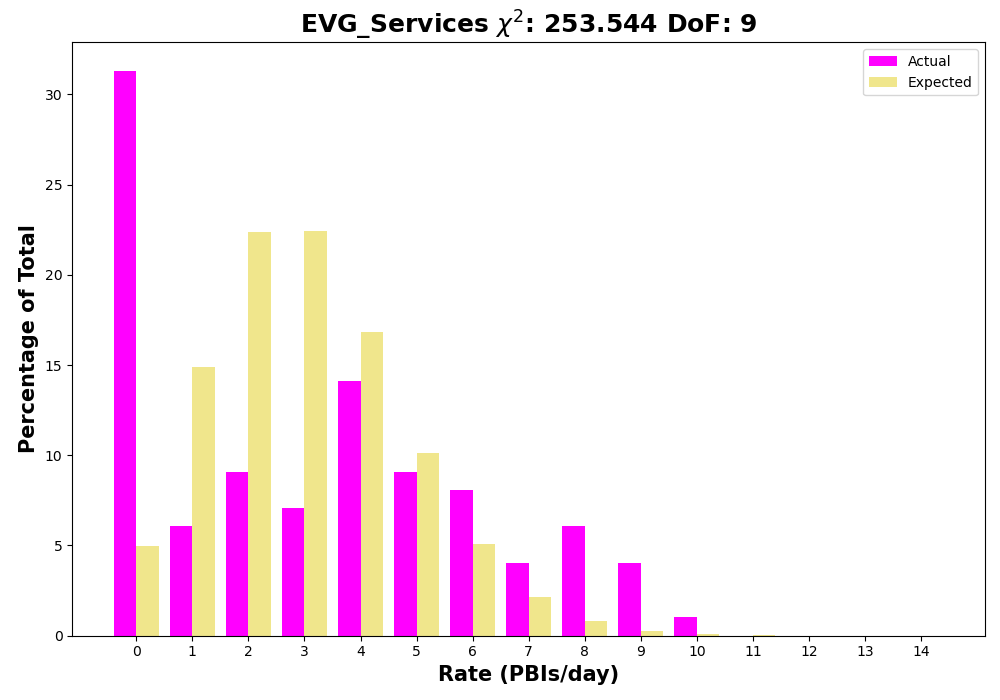 EVG_Services χ²: 253.544 DoF: 9
Actual
Expected
Percentage of Total
30
25
20
15
10
5
0
0 1 2 3 4 5 6 7 8 9 10 11 12 13 14
Rate (PBIs/day)